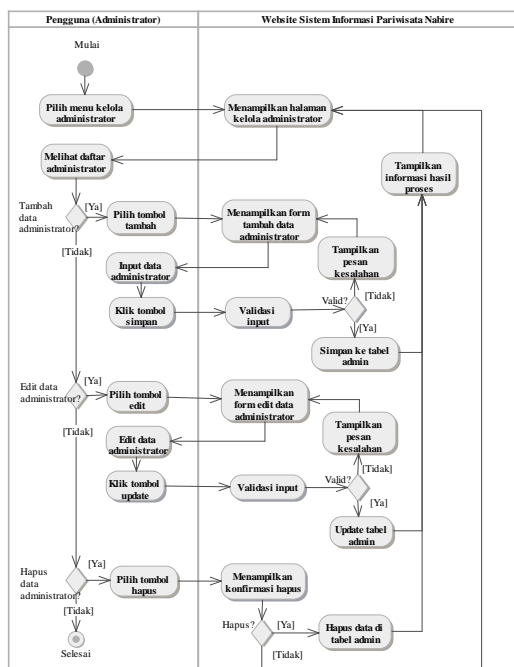 Pengguna (Administrator)
Website Sistem Informasi Pariwisata Nabire
Mulai
Pilih menu kelola
administrator
Menampilkan halaman
kelola administrator
Melihat daftar
administrator
Tampilkan
informasi hasil
proses
Tambah
data
administrator?
[Ya]
[Tidak]
Pilih tombol
tambah
Menampilkan form
tambah data
administrator
Input data
administrator
Tampilkan
pesan
kesalahan
Klik tombol
simpan
Validasi
input
Valid?
[Tidak]
[Ya]
Simpan ke tabel
admin
Edit data
administrator?
[Ya]
[Tidak]
Pilih tombol
edit
Menampilkan
form edit data
administrator
Edit data
administrator
Tampilkan
pesan
kesalahan
Klik tombol
update
Validasi input
Valid?
[Tidak]
[Ya]
Update tabel
admin
Hapus
data
administrator?
[Ya]
[Tidak]
Pilih tombol
hapus
Menampilkan
konfirmasi hapus
Hapus?
[Ya]
[Tidak]
Hapus data di
tabel admin
Selesai